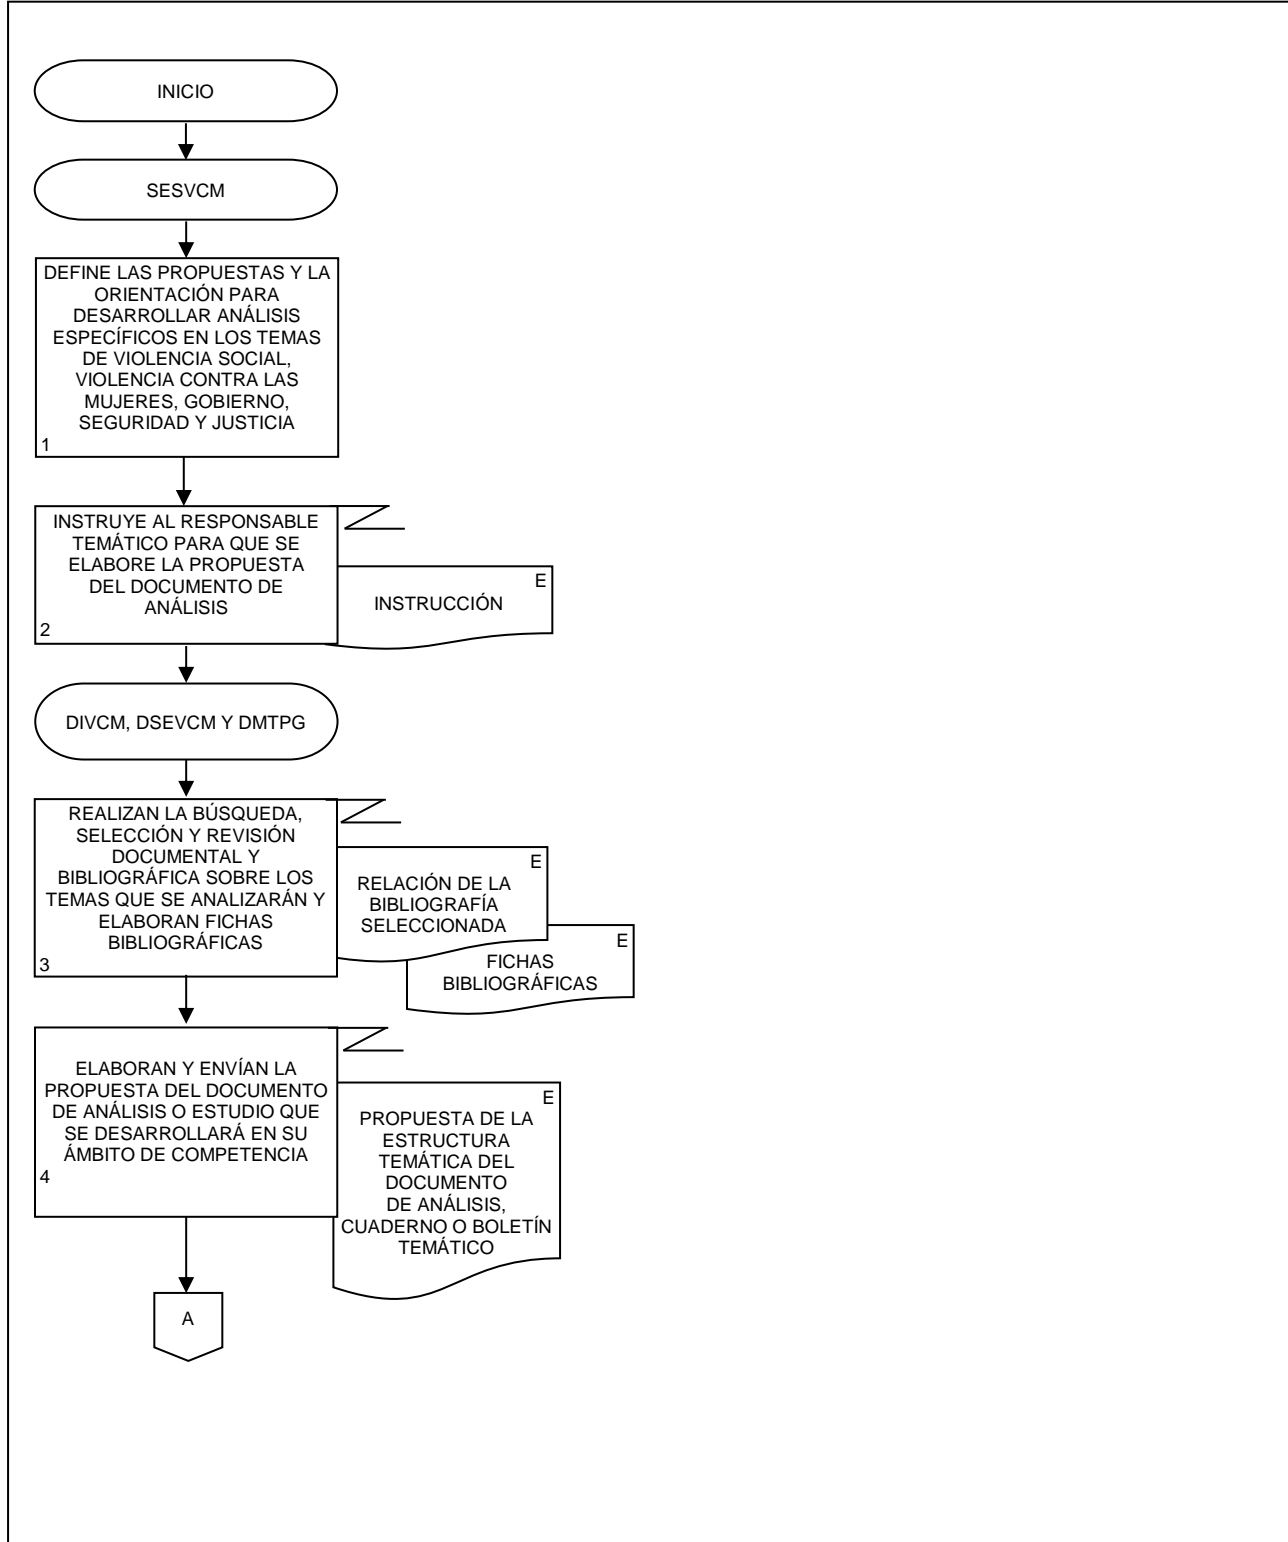 INICIO
SESVCM
DEFINE LAS PROPUESTAS Y LA
ORIENTACIÓN PARA
DESARROLLAR ANÁLISIS
ESPECÍFICOS EN LOS TEMAS
DE VIOLENCIA SOCIAL,
VIOLENCIA CONTRA LAS
MUJERES, GOBIERNO,
SEGURIDAD Y JUSTICIA
1
INSTRUYE AL RESPONSABLE
TEMÁTICO PARA QUE SE
ELABORE LA PROPUESTA
DEL DOCUMENTO DE
ANÁLISIS
2
E
INSTRUCCIÓN
DIVCM, DSEVCM Y DMTPG
REALIZAN LA BÚSQUEDA,
SELECCIÓN Y REVISIÓN
DOCUMENTAL Y
BIBLIOGRÁFICA SOBRE LOS
TEMAS QUE SE ANALIZARÁN Y
ELABORAN FICHAS
BIBLIOGRÁFICAS
3
E
RELACIÓN DE LA
BIBLIOGRAFÍA
SELECCIONADA
E
FICHAS
BIBLIOGRÁFICAS
ELABORAN Y ENVÍAN LA
PROPUESTA DEL DOCUMENTO
DE ANÁLISIS O ESTUDIO QUE
SE DESARROLLARÁ EN SU
ÁMBITO DE COMPETENCIA
4
E
PROPUESTA DE LA
ESTRUCTURA
TEMÁTICA DEL
DOCUMENTO
DE ANÁLISIS,
CUADERNO O BOLETÍN
TEMÁTICO
A